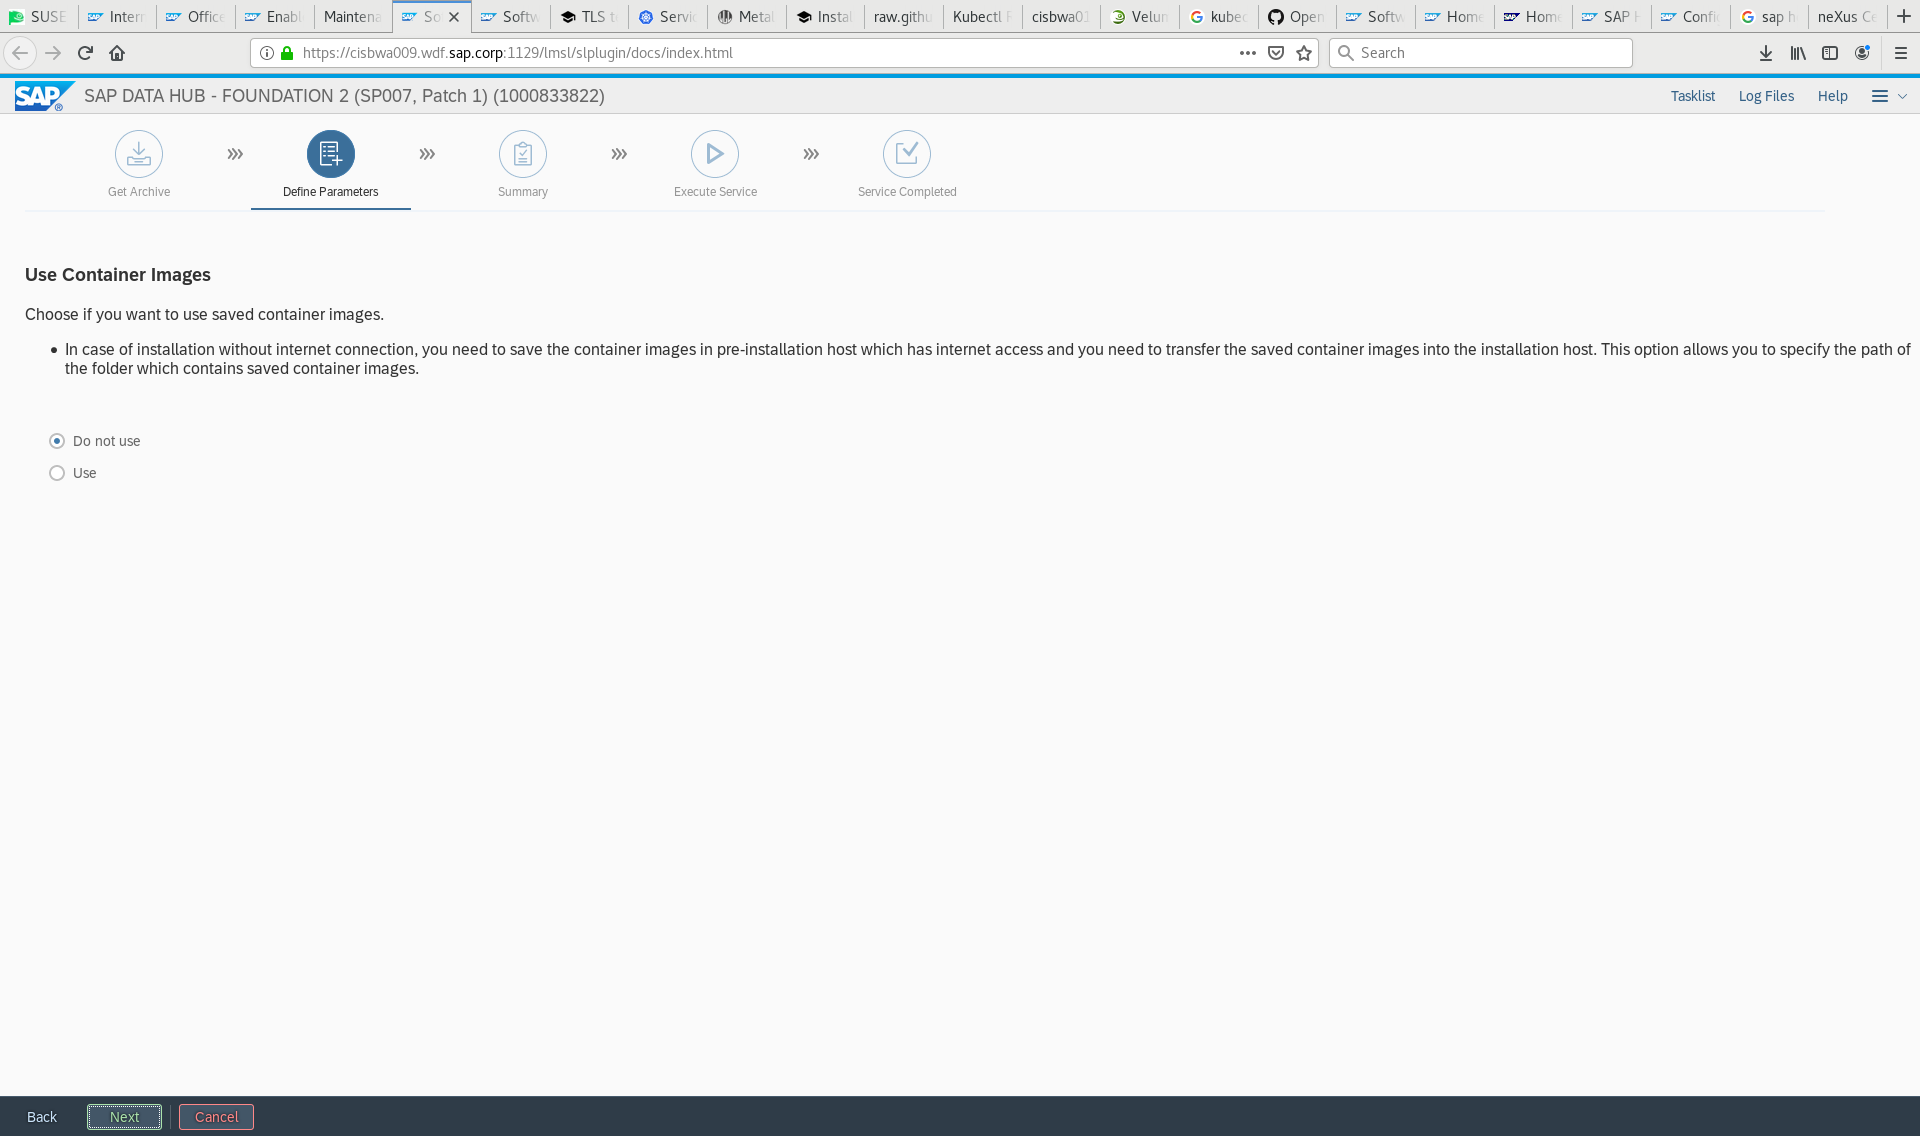 SUSE
Intern
Office
Enabl
Maintena
So
Softw
TLS t
Servi
Metal
Instal
raw.githu
Kubectl
cisbwa01
Velun
kubec
Open
Softw
Home
Home
SAP
Confi
sap h
neXus Ce
https://cisbwa009.wdf.sap.corp:1129/lmsl/slplugin/docs/index.html
Search
SAP
®
SAP DATA HUB - FOUNDATION 2 (SP007, Patch 1) (1000833822)
Tasklist
Log Files
Help
Get Archive
Define Parameters
Summary
Execute Service
Service Completed
Use Container Images
Choose if you want to use saved container images.
• In case of installation without internet connection, you need to save the container images in pre-installation host which has internet access and you need to transfer the saved container images into the installation host. This option allows you to specify the path of
the folder which contains saved container images.
Do not use
Use
Back
Next
Cancel